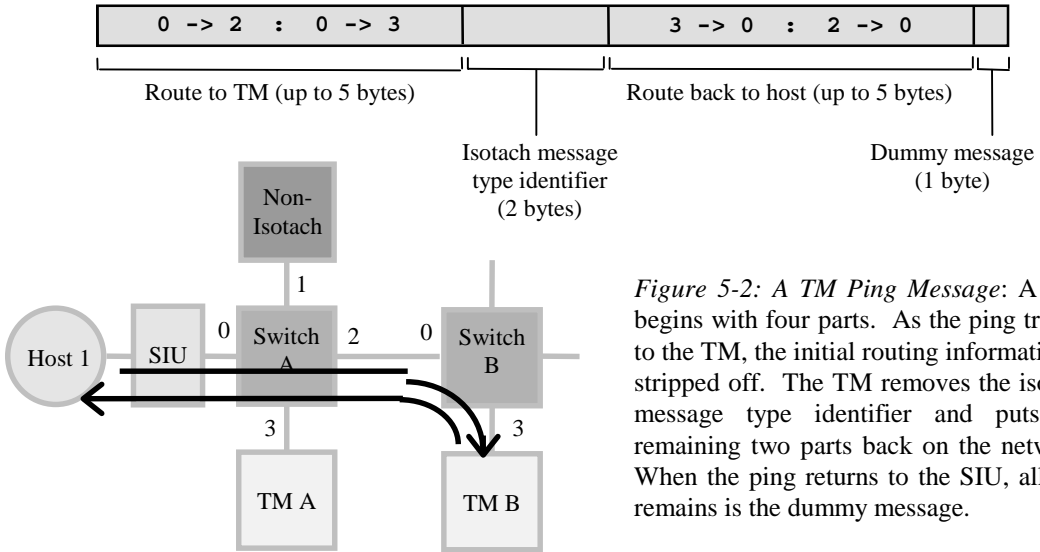 0 -> 2 : 0 -> 3
3 -> 0 : 2 -> 0
Route to TM (up to 5 bytes)
Route back to host (up to 5 bytes)
Isotach message
type identifier
(2 bytes)
Dummy message
(1 byte)
Non-
Isotach
1
Host 1
SIU
0
Switch
A
2
0
Switch
B
3
3
TM A
TM B
Figure 5-2: A TM Ping Message: A
begins with four parts. As the ping
to the TM, the initial routing
stripped off. The TM removes the
message type identifier and puts
remaining two parts back on the
When the ping returns to the SIU,
remains is the dummy message.